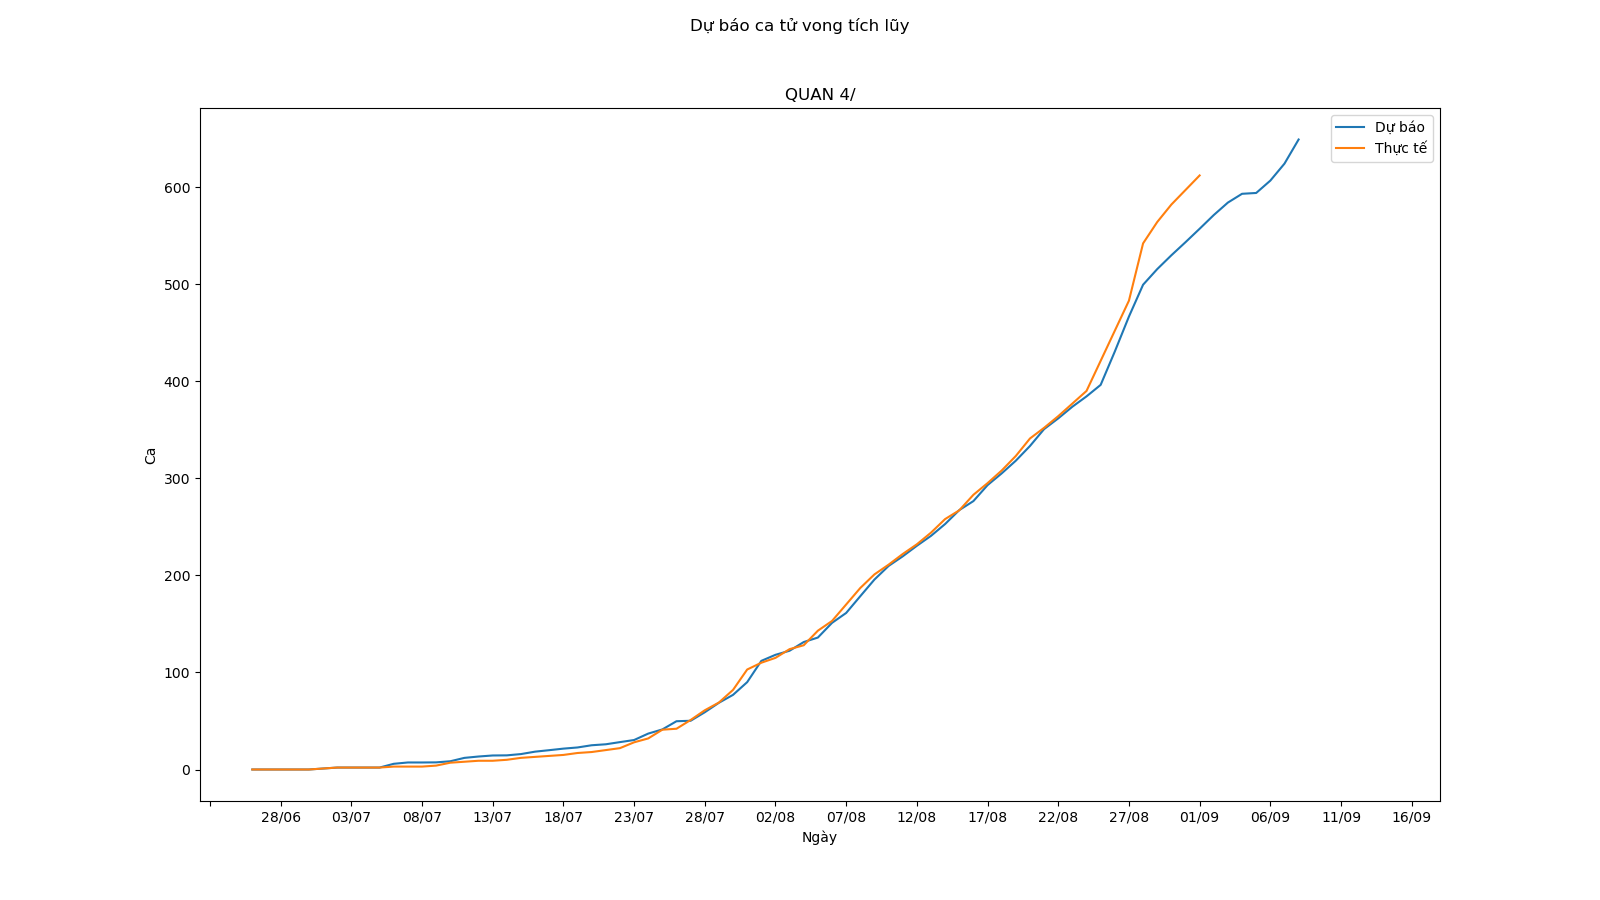 Dự báo ca tử vong tích lũy
QUAN 4/
Dự báo
Thực tế
600
500
400
300
200
100
0
Ca
28/06 03/07 08/07 13/07 18/07 23/07 28/07 02/08 07/08 12/08 17/08 22/08 27/08 01/09 06/09 11/09 16/09
Ngày